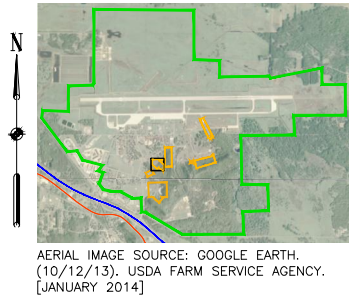 N
AERIAL IMAGE SOURCE: GOOGLE EARTH.
(10/12/13). USDA FARM SERVICE AGENCY.
[JANUARY 2014]